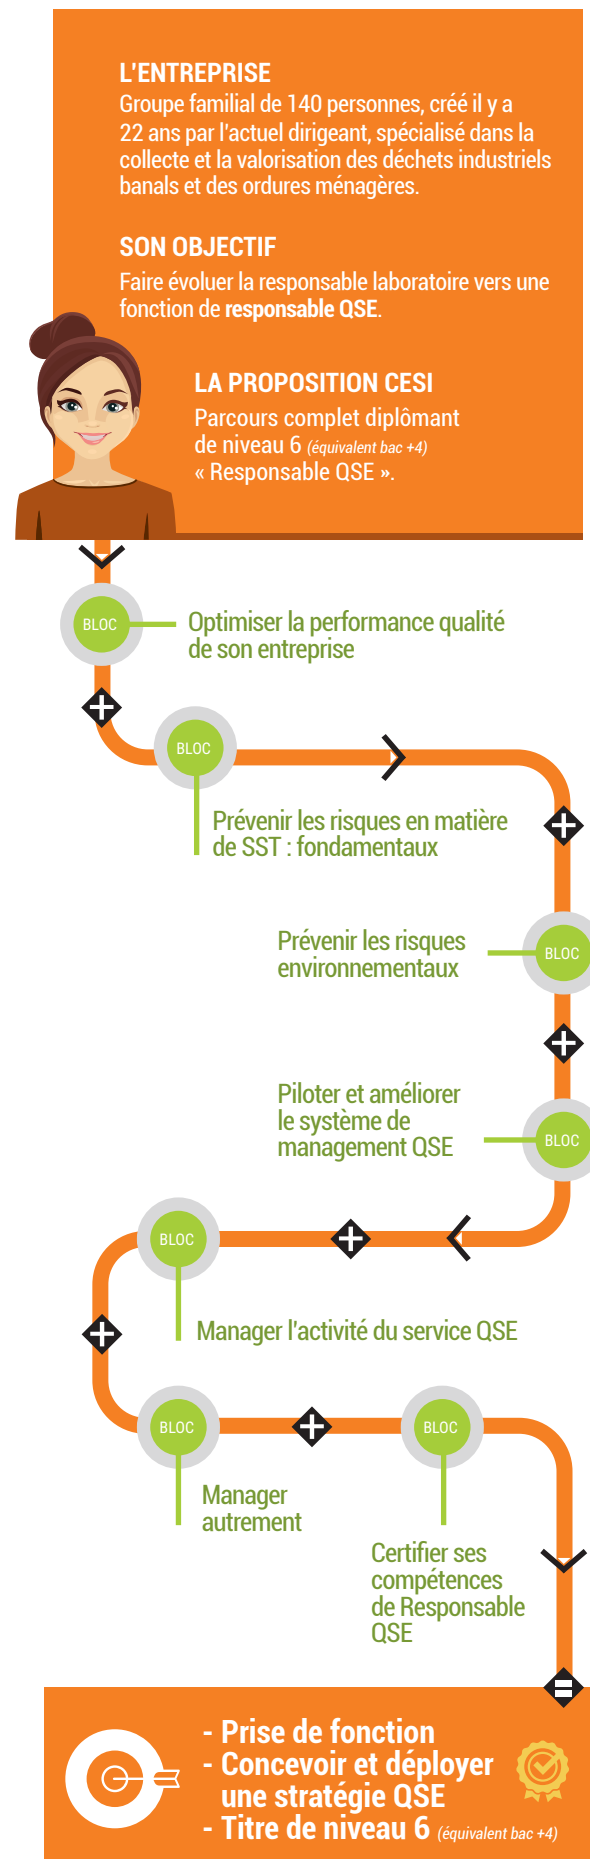 L'ENTREPRISE
Groupe familial de 140 personnes, créé il y a
22 ans par l'actuel dirigeant, spécialisé dans la
collecte et la valorisation des déchets industriels
banals et des ordures ménagères.
SON OBJECTIF
Faire évoluer la responsable laboratoire vers une
fonction de responsable QSE.
LA PROPOSITION CESI
Parcours complet diplômant
de niveau 6 (équivalent bac +4)
« Responsable QSE ».
BLOC
Optimiser la performance qualité
de son entreprise
BLOC
Prévenir les risques en matière
de SST : fondamentaux
Prévenir les risques
environnementaux
BLOC
Piloter et améliorer
le système de
management QSE
BLOC
BLOC
Manager l'activité du service QSE
BLOC
Manager
autrement
BLOC
Certifier ses
compétences
de Responsable
QSE
- Prise de fonction
- Concevoir et déployer
une stratégie QSE
- Titre de niveau 6 (équivalent bac +4)